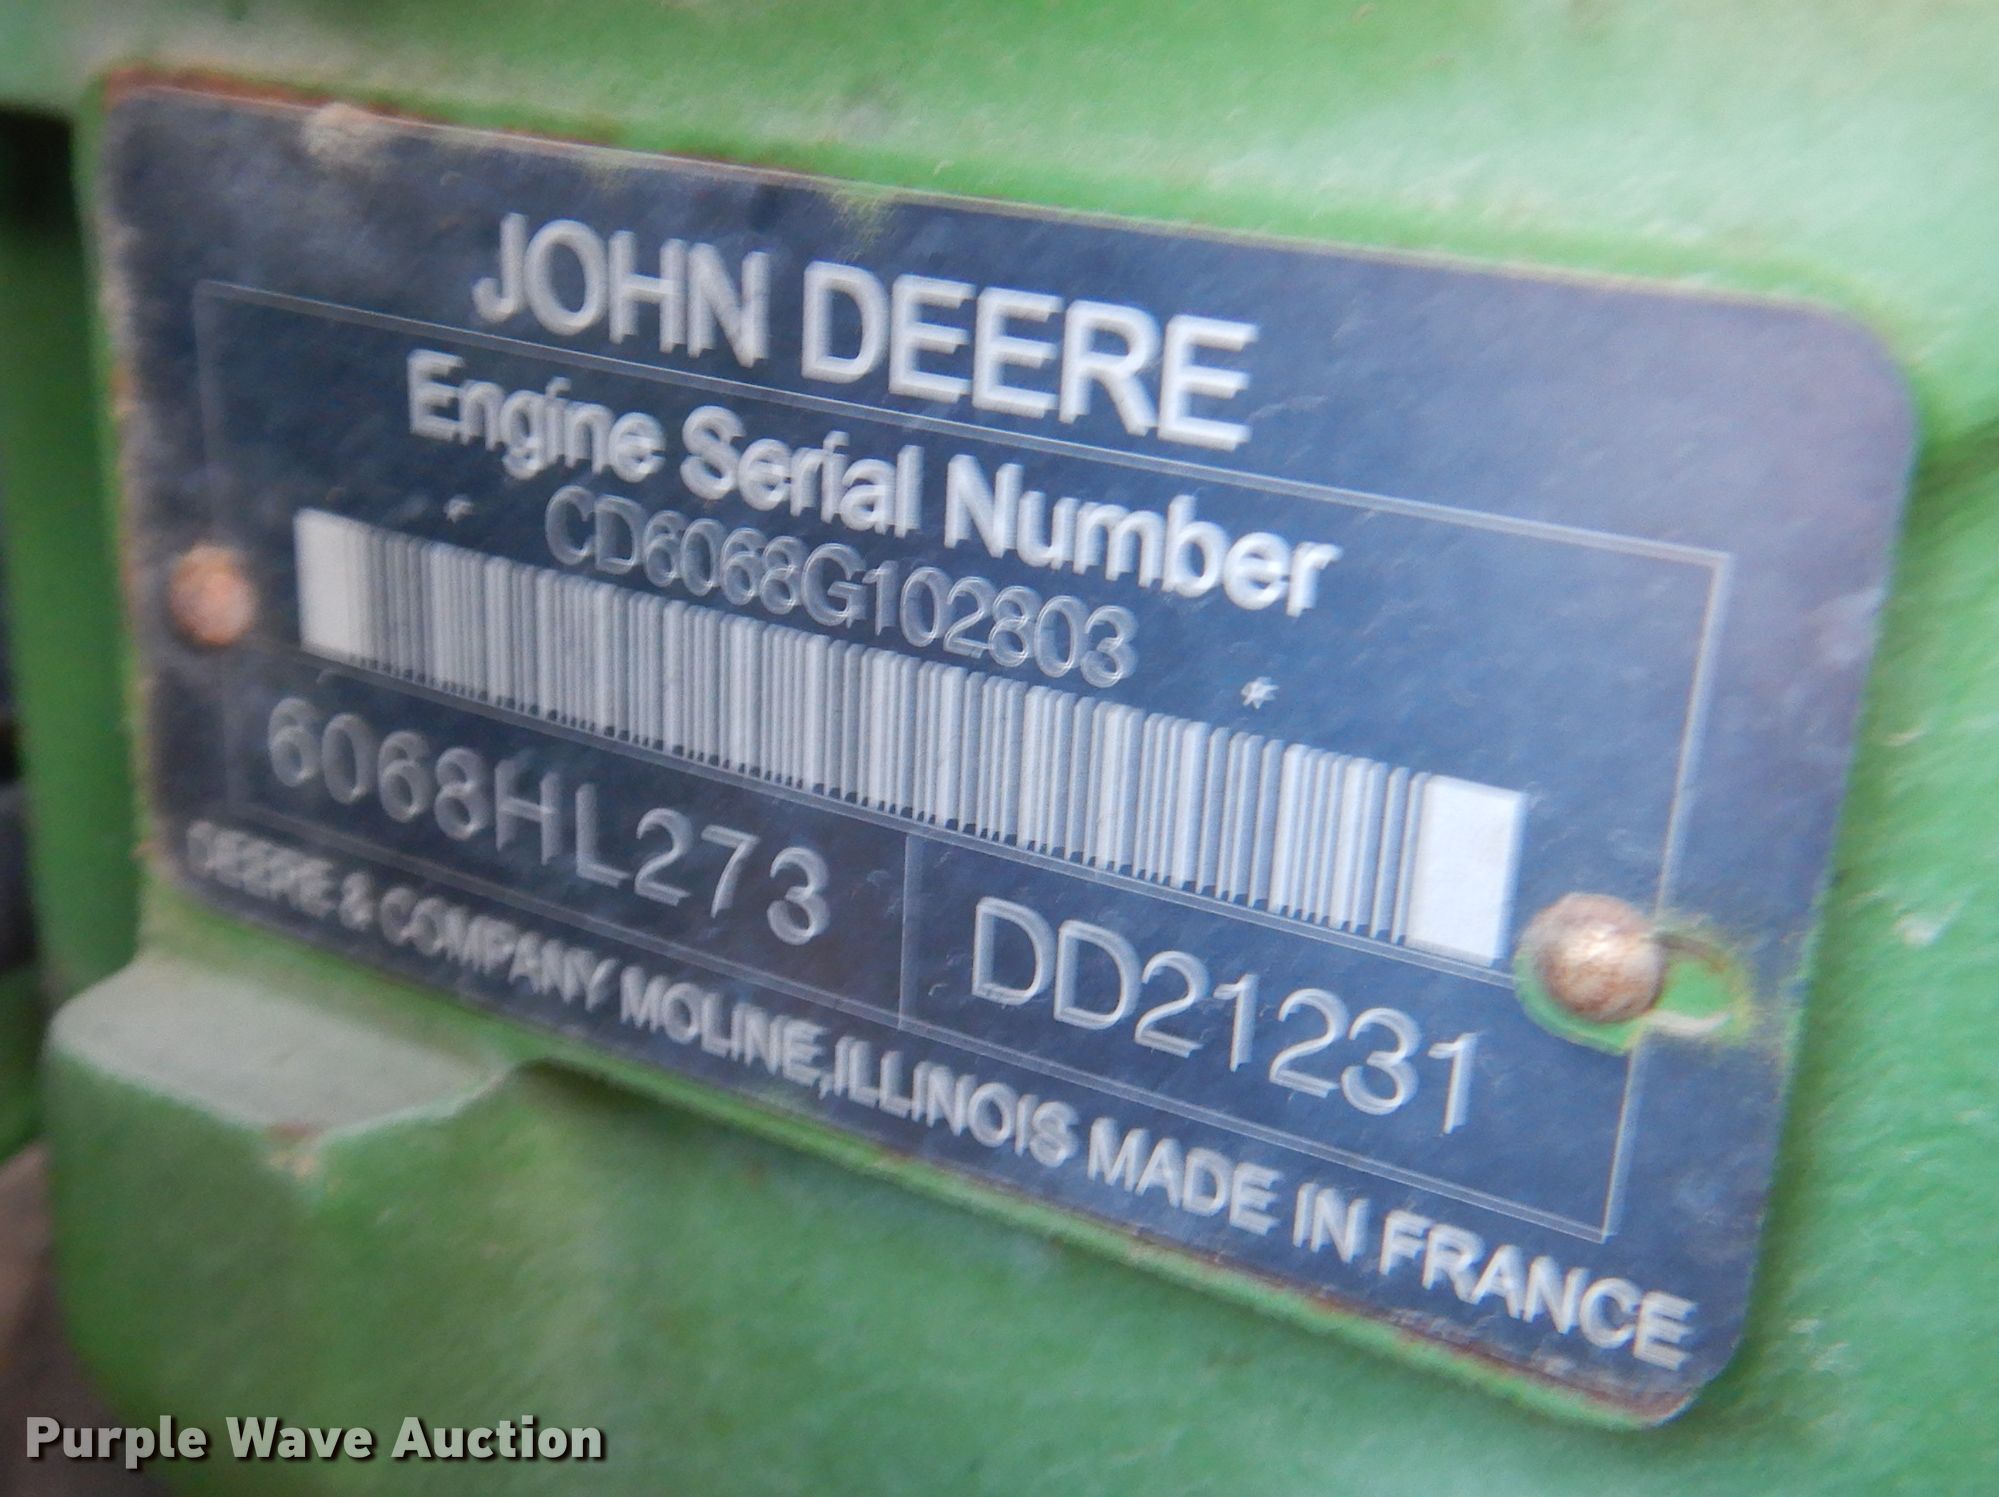 JOHN DEERE
Engine Serial Number
* CD6068G102803 *
6068HL273 DD21231
DEERE & COMPANY MOLINE,ILLINOIS MADE IN FRANCE
Purple Wave Auction